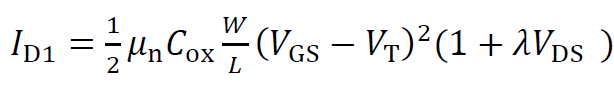 I_D1 = 1/2 μ_n C_ox W/L (V_GS − V_T)²(1 + λV_DS )